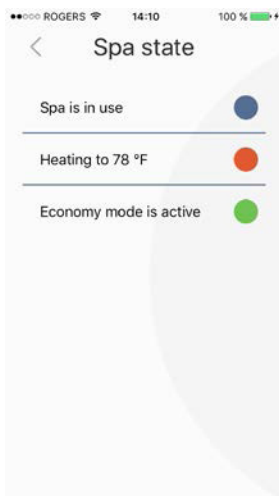 ROGERS 14:10 100 %
Spa state
Spa is in use
Heating to 78 °F
Economy mode is active